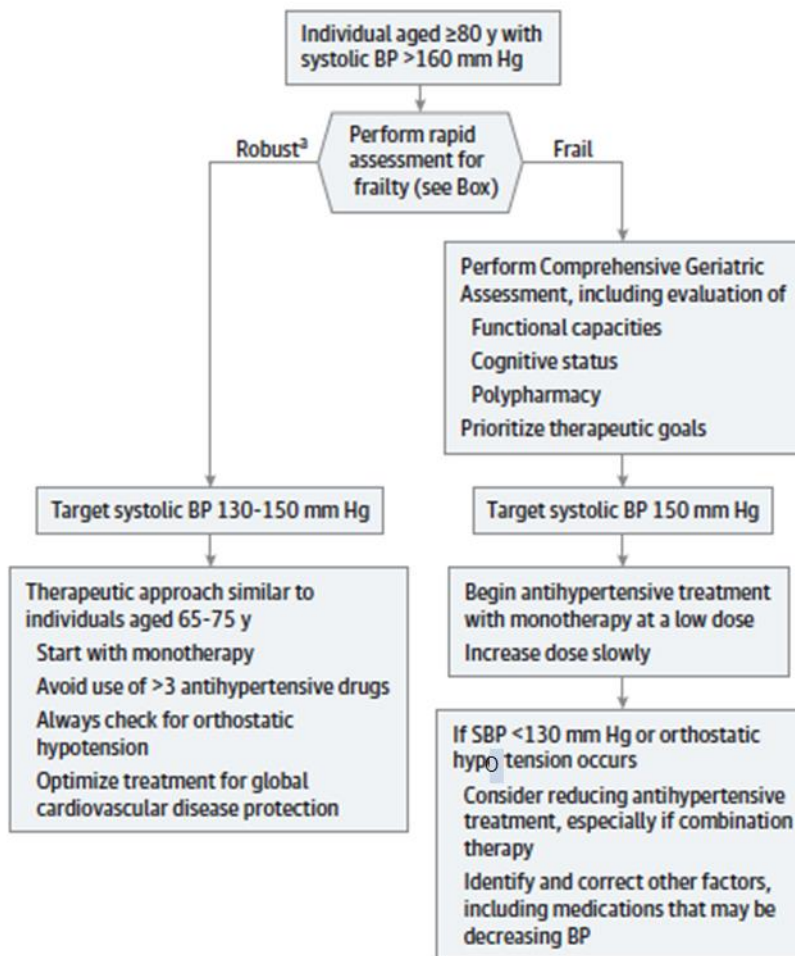 Individual aged ≥80 y with
systolic BP >160 mm Hg
Robustª
Perform rapid
assessment for
frailty (see Box)
Frail
Perform Comprehensive Geriatric
Assessment, including evaluation of
Functional capacities
Cognitive status
Polypharmacy
Prioritize therapeutic goals
Target systolic BP 130-150 mm Hg
Target systolic BP 150 mm Hg
Therapeutic approach similar to
individuals aged 65-75 y
Start with monotherapy
Avoid use of >3 antihypertensive drugs
Always check for orthostatic
hypotension
Optimize treatment for global
cardiovascular disease protection
Begin antihypertensive treatment
with monotherapy at a low dose
Increase dose slowly
If SBP <130 mm Hg or orthostatic
hypotension occurs
Consider reducing antihypertensive
treatment, especially if combination
therapy
Identify and correct other factors,
including medications that may be
decreasing BP